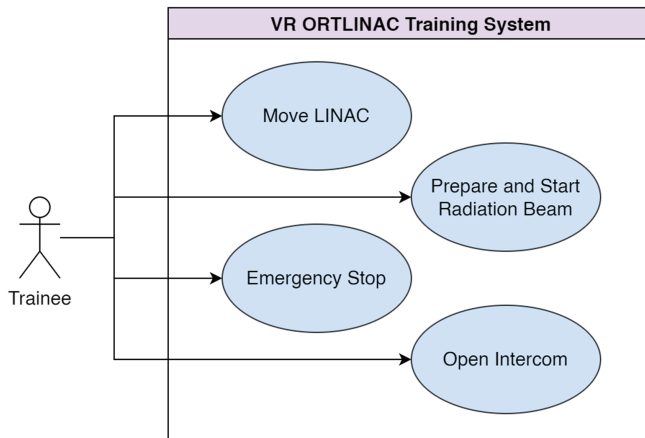 VR ORTLINAC Training System
Move LINAC
Prepare and Start
Radiation Beam
Emergency Stop
Trainee
Open Intercom